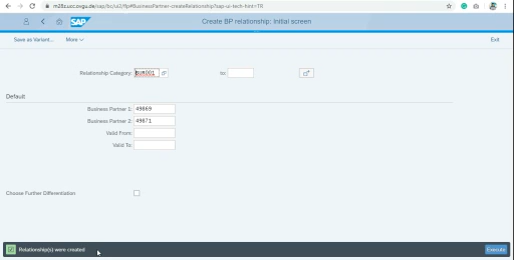 m28z.ucc.ovgu.de/sap/bc/ui2/flp#BusinessPartner-createRelationship?sap-ui-tech-hint=TR
SAP
Create BP relationship: Initial screen
Save as Variant... More Exit
Relationship Category: BUR001 to:
Default
Business Partner 1: 49869
Business Partner 2: 49871
Valid From:
Valid To:
Choose Further Differentiation
Relationship(s) were created Execute